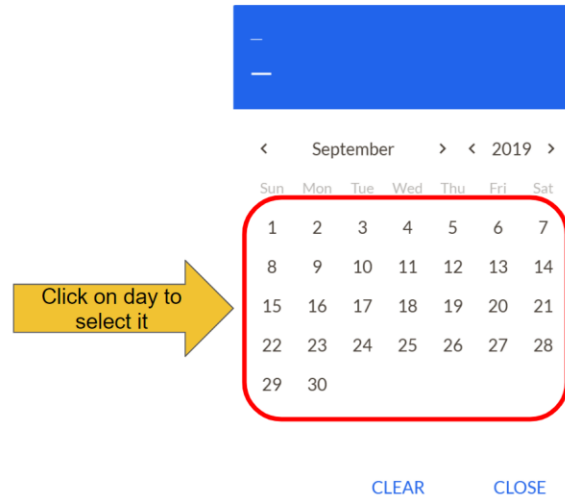 –
—
< September > < 2019 >
Sun Mon Tue Wed Thu Fri Sat
1 2 3 4 5 6 7
8 9 10 11 12 13 14
15 16 17 18 19 20 21
22 23 24 25 26 27 28
29 30
Click on day to
select it
CLEAR CLOSE